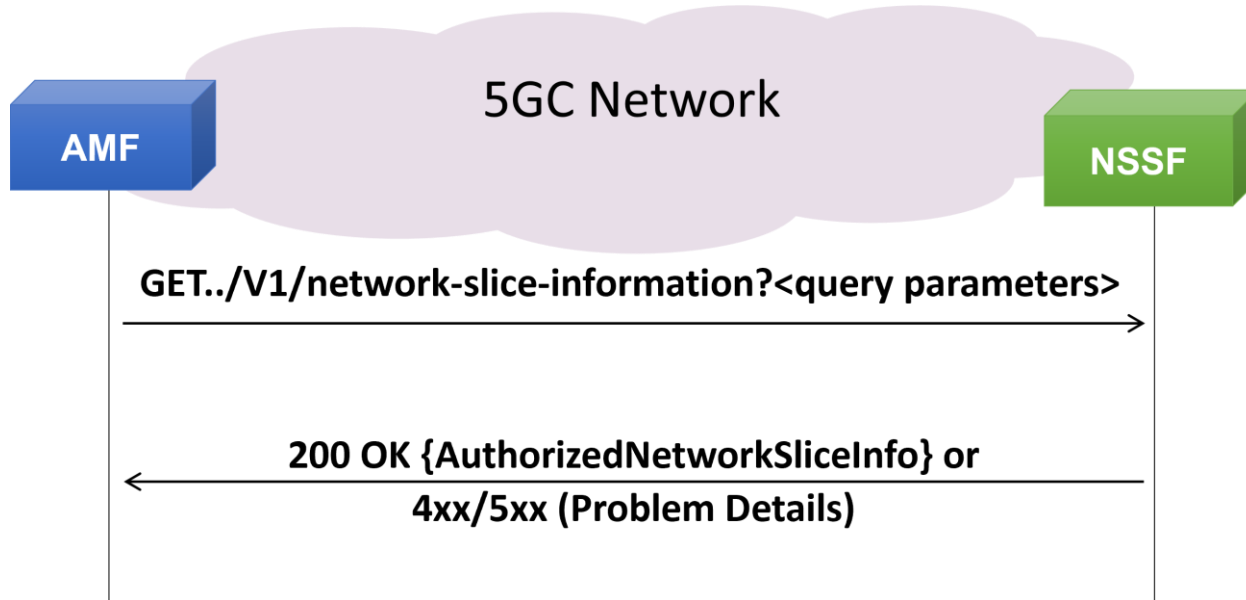 5GC Network
AMF
NSSF
GET../V1/network-slice-information?<query parameters>
200 OK {AuthorizedNetworkSliceInfo} or
4xx/5xx (Problem Details)